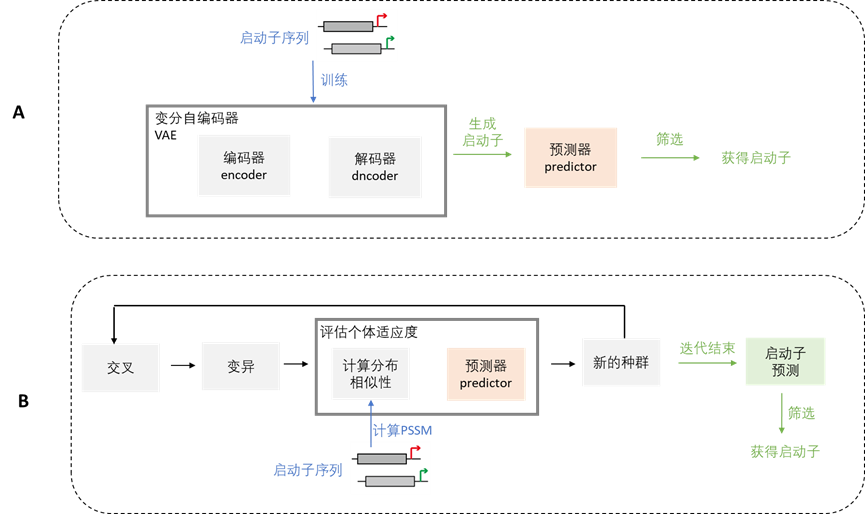 A
启动子序列
训练
变分自编码器
VAE
编码器
encoder
解码器
dncoder
生成
启动子
预测器
predictor
筛选
获得启动子
B
交叉
变异
评估个体适应度
计算分布
相似性
预测器
predictor
计算PSSM
启动子序列
新的种群
迭代结束
启动子
预测
筛选
获得启动子